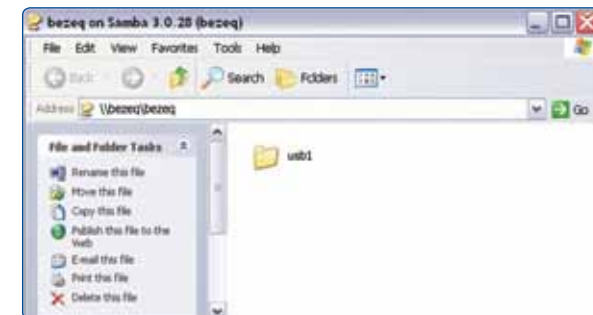 bezeq on Samba 3.0.28 (bezeq)
File Edit View Favorites Tools Help
Back Search Folders
Address \\bezeq\bezeq Go
File and Folder Tasks
usb1
Rename this file
Move this file
Copy this file
Publish this file to the
Web
E-mail this file
Print this file
Delete this file